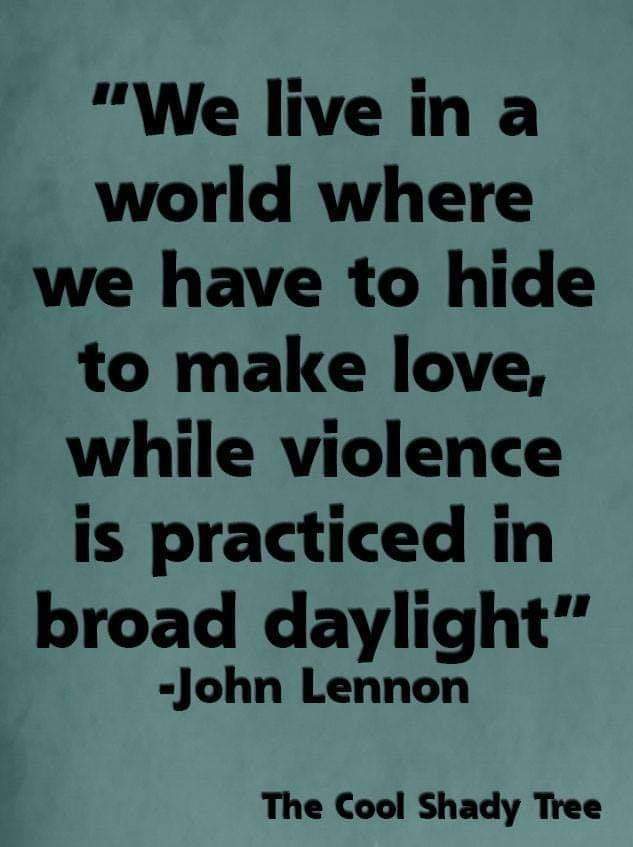 "We live in a
world where
we have to hide
to make love,
while violence
is practiced in
broad daylight"
-John Lennon
The Cool Shady Tree